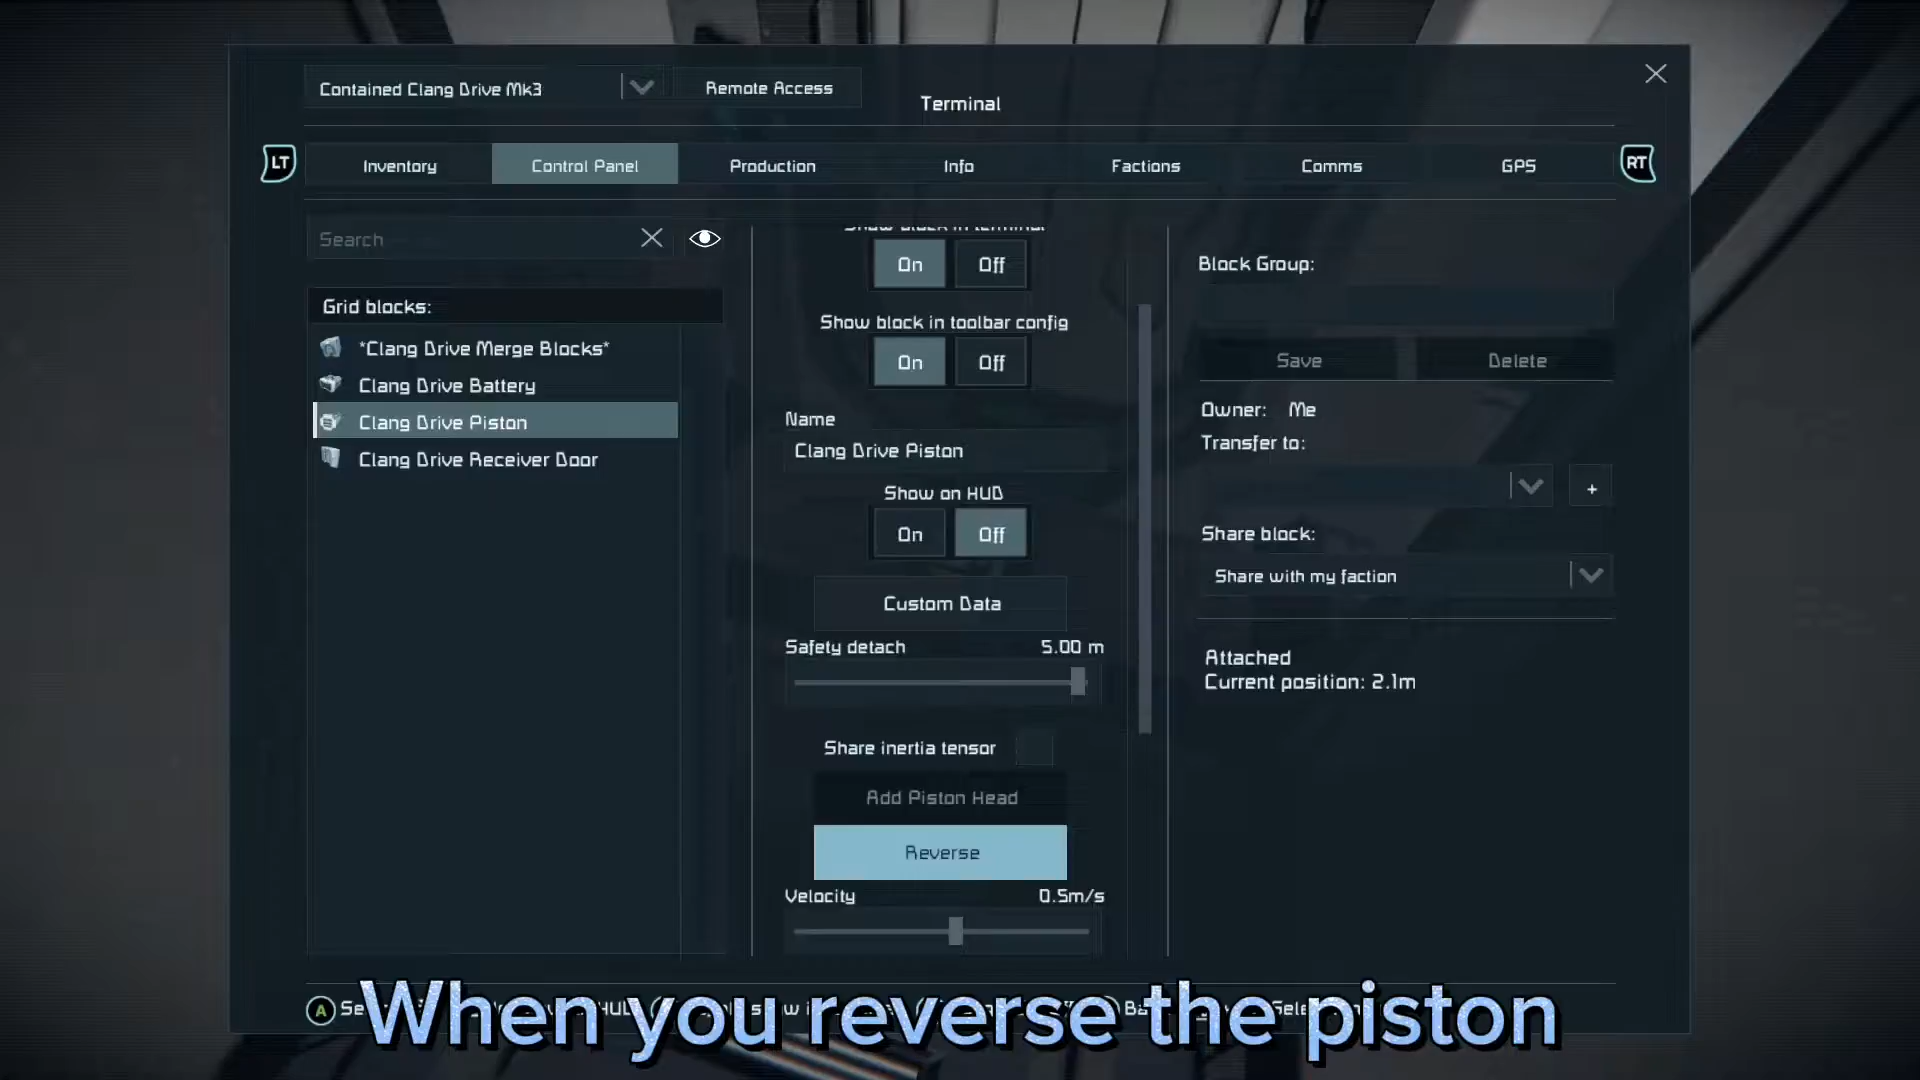 Contained Clang Drive Mk3
Remote Access
Terminal
LT
Inventory
Control Panel
Production
Info
Factions
Comms
GPS
RT
Search
Grid blocks:
*Clang Drive Merge Blocks*
Clang Drive Battery
Clang Drive Piston
Clang Drive Receiver Door
Show block in terminal
On Off
Show block in toolbar config
On Off
Name
Clang Drive Piston
Show on HUD
On Off
Custom Data
Safety detach 5.00 m
Share inertia tensor
Add Piston Head
Reverse
Velocity 0.5m/s
Block Group:
Save Delete
Owner: Me
Transfer to:
+
Share block:
Share with my faction
Attached
Current position: 2.1m
A
When you reverse the piston